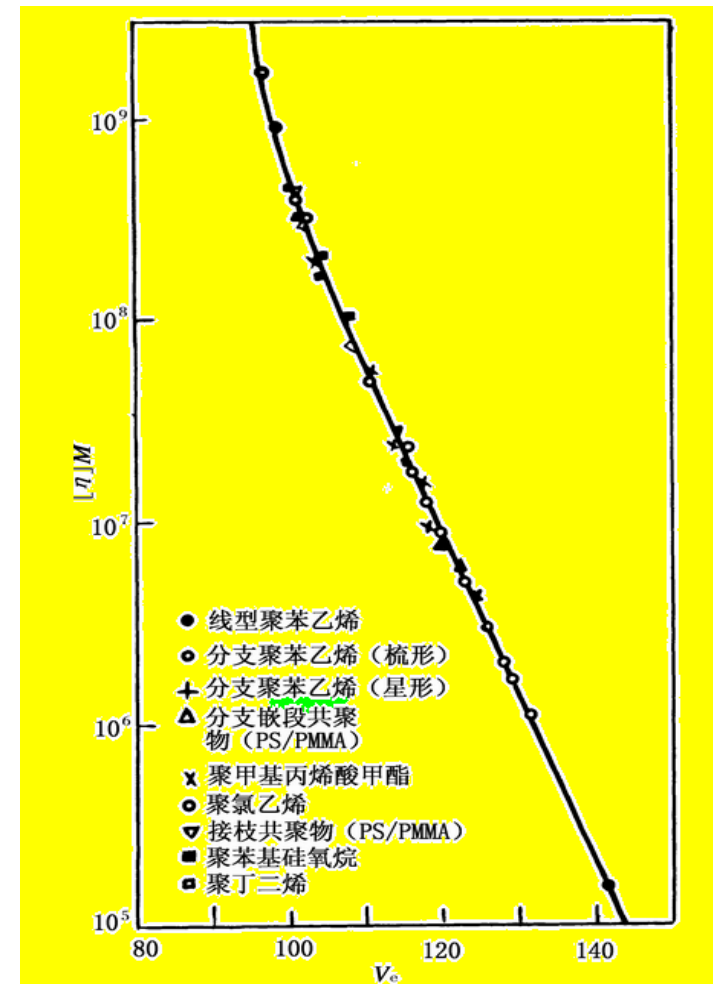 10⁹
10⁸
[η]M
10⁷
线型聚苯乙烯
分支聚苯乙烯（梳形）
分支聚苯乙烯（星形）
10⁶
分支嵌段共聚
物（PS/PMMA）
聚甲基丙烯酸甲酯
聚氯乙烯
接枝共聚物（PS/PMMA）
聚苯基硅氧烷
聚丁二烯
10⁵
80 100 120 140
Vₑ